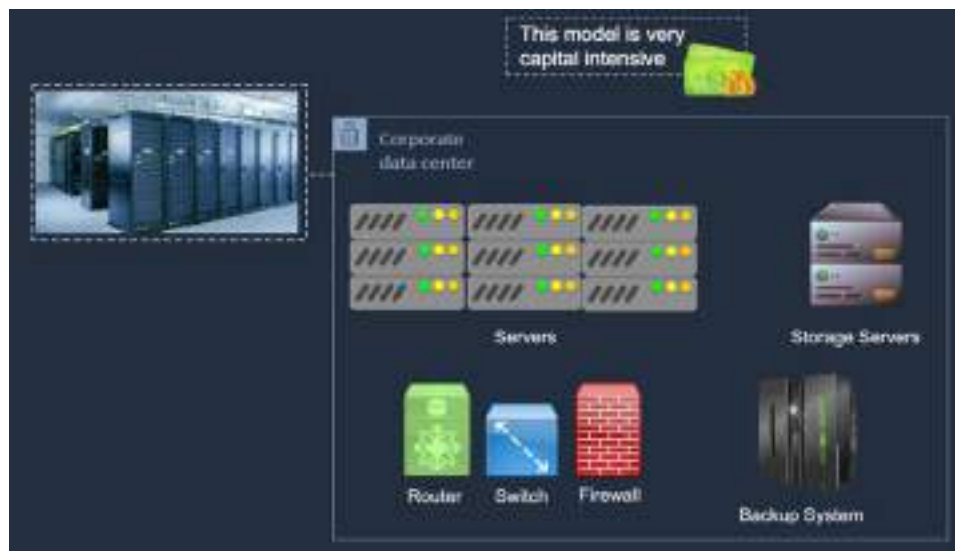 This model is very
capital intensive
Corporate
data center
Servers
Storage Servers
Router
Switch
Firewall
Backup System